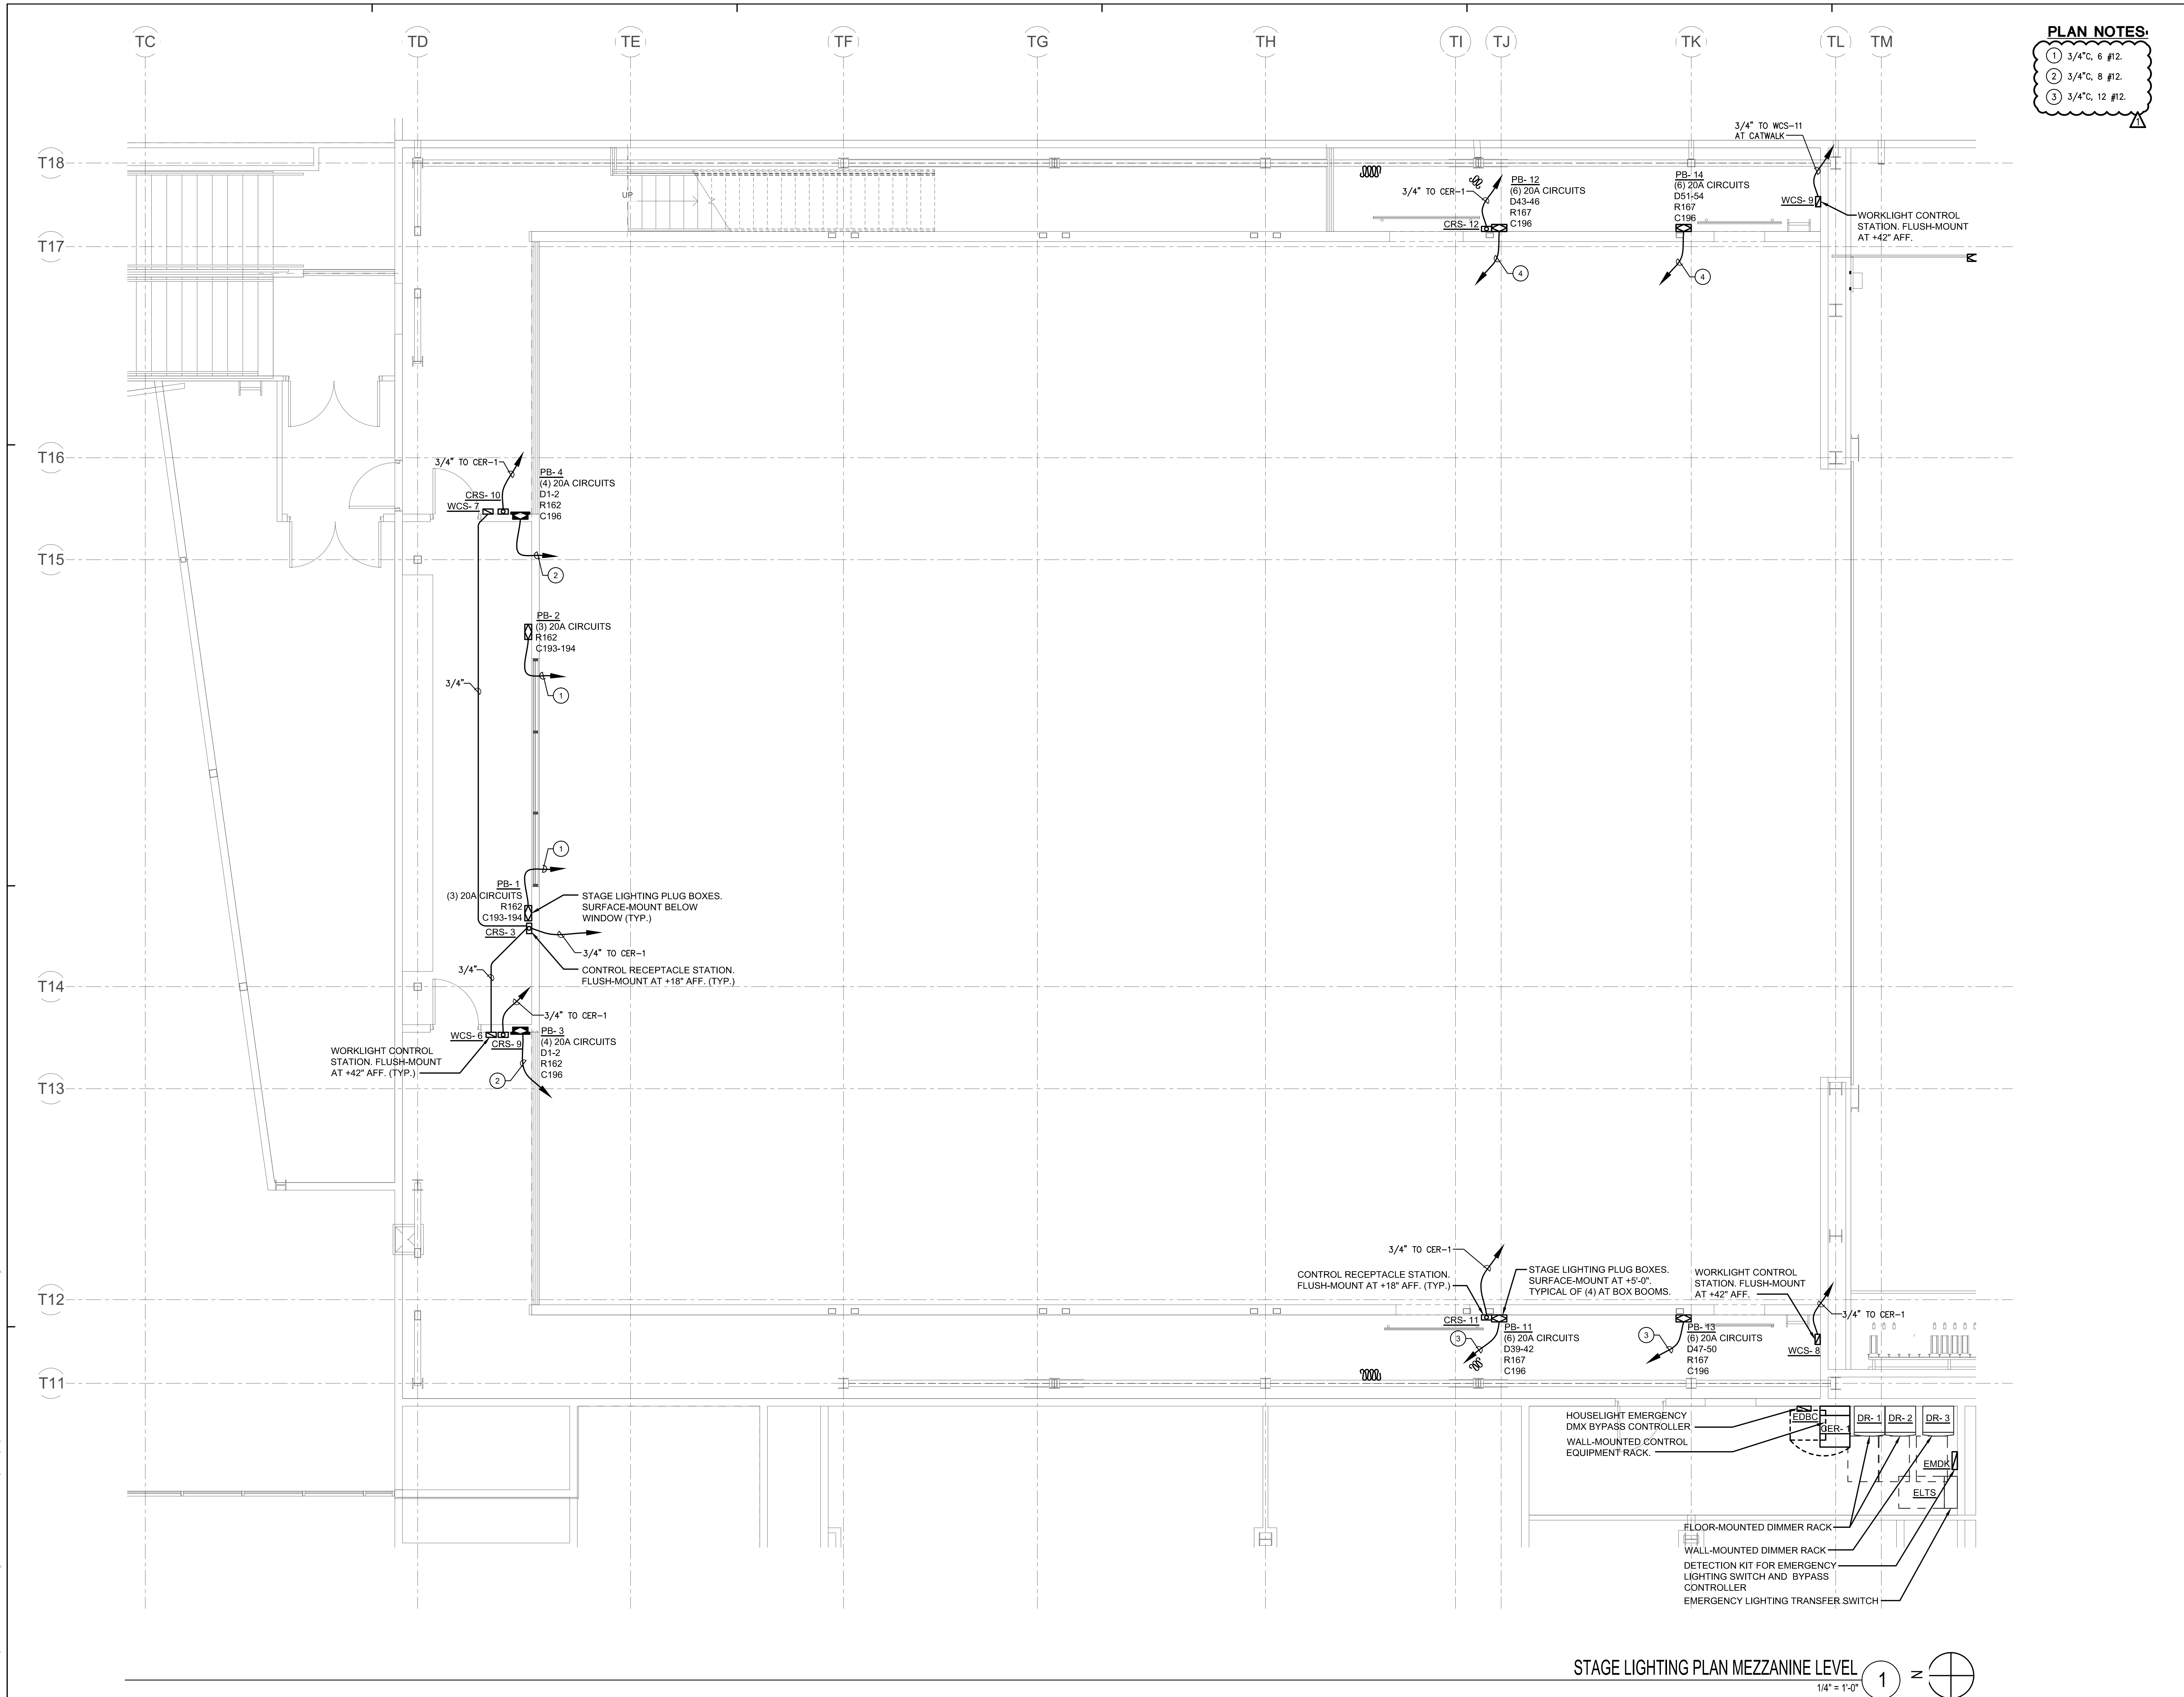 TC
TD
TE
TF
TG
TH
TI
TJ
TK
TL
TM
PLAN NOTES:
1 3/4"C, 6 #12.
2 3/4"C, 8 #12.
3 3/4"C, 12 #12.
1
T18
T17
T16
T15
T14
T13
T12
T11
UP
3/4" TO CER-1
CRS- 12
PB- 12
(6) 20A CIRCUITS
D43-46
R167
C196
4
PB- 14
(6) 20A CIRCUITS
D51-54
R167
C196
4
3/4" TO WCS-11
AT CATWALK
WCS- 9
WORKLIGHT CONTROL
STATION. FLUSH-MOUNT
AT +42" AFF.
3/4" TO CER-1
CRS- 10
WCS- 7
PB- 4
(4) 20A CIRCUITS
D1-2
R162
C196
2
PB- 2
(3) 20A CIRCUITS
R162
C193-194
3/4"
1
1
PB- 1
(3) 20A CIRCUITS
R162
C193-194
CRS- 3
STAGE LIGHTING PLUG BOXES.
SURFACE-MOUNT BELOW
WINDOW (TYP.)
3/4" TO CER-1
CONTROL RECEPTACLE STATION.
FLUSH-MOUNT AT +18" AFF. (TYP.)
3/4"
3/4" TO CER-1
WCS- 6
CRS- 9
PB- 3
(4) 20A CIRCUITS
D1-2
R162
C196
WORKLIGHT CONTROL
STATION. FLUSH-MOUNT
AT +42" AFF. (TYP.)
2
3/4" TO CER-1
CONTROL RECEPTACLE STATION.
FLUSH-MOUNT AT +18" AFF. (TYP.)
STAGE LIGHTING PLUG BOXES.
SURFACE-MOUNT AT +5'-0".
TYPICAL OF (4) AT BOX BOOMS.
WORKLIGHT CONTROL
STATION. FLUSH-MOUNT
AT +42" AFF.
3/4" TO CER-1
CRS- 11
PB- 11
(6) 20A CIRCUITS
D39-42
R167
C196
3
PB- 13
(6) 20A CIRCUITS
D47-50
R167
C196
3
WCS- 8
HOUSELIGHT EMERGENCY
DMX BYPASS CONTROLLER
WALL-MOUNTED CONTROL
EQUIPMENT RACK.
EDBC
CER- 1
DR- 1
DR- 2
DR- 3
EMDK
ELTS
FLOOR-MOUNTED DIMMER RACK
WALL-MOUNTED DIMMER RACK
DETECTION KIT FOR EMERGENCY
LIGHTING SWITCH AND BYPASS
CONTROLLER
EMERGENCY LIGHTING TRANSFER SWITCH
STAGE LIGHTING PLAN MEZZANINE LEVEL
1/4" = 1'-0"
1
N